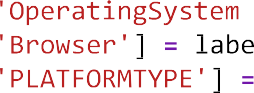 'OperatingSystem
'Browser'] = labe
'PLATFORMTYPE'] =